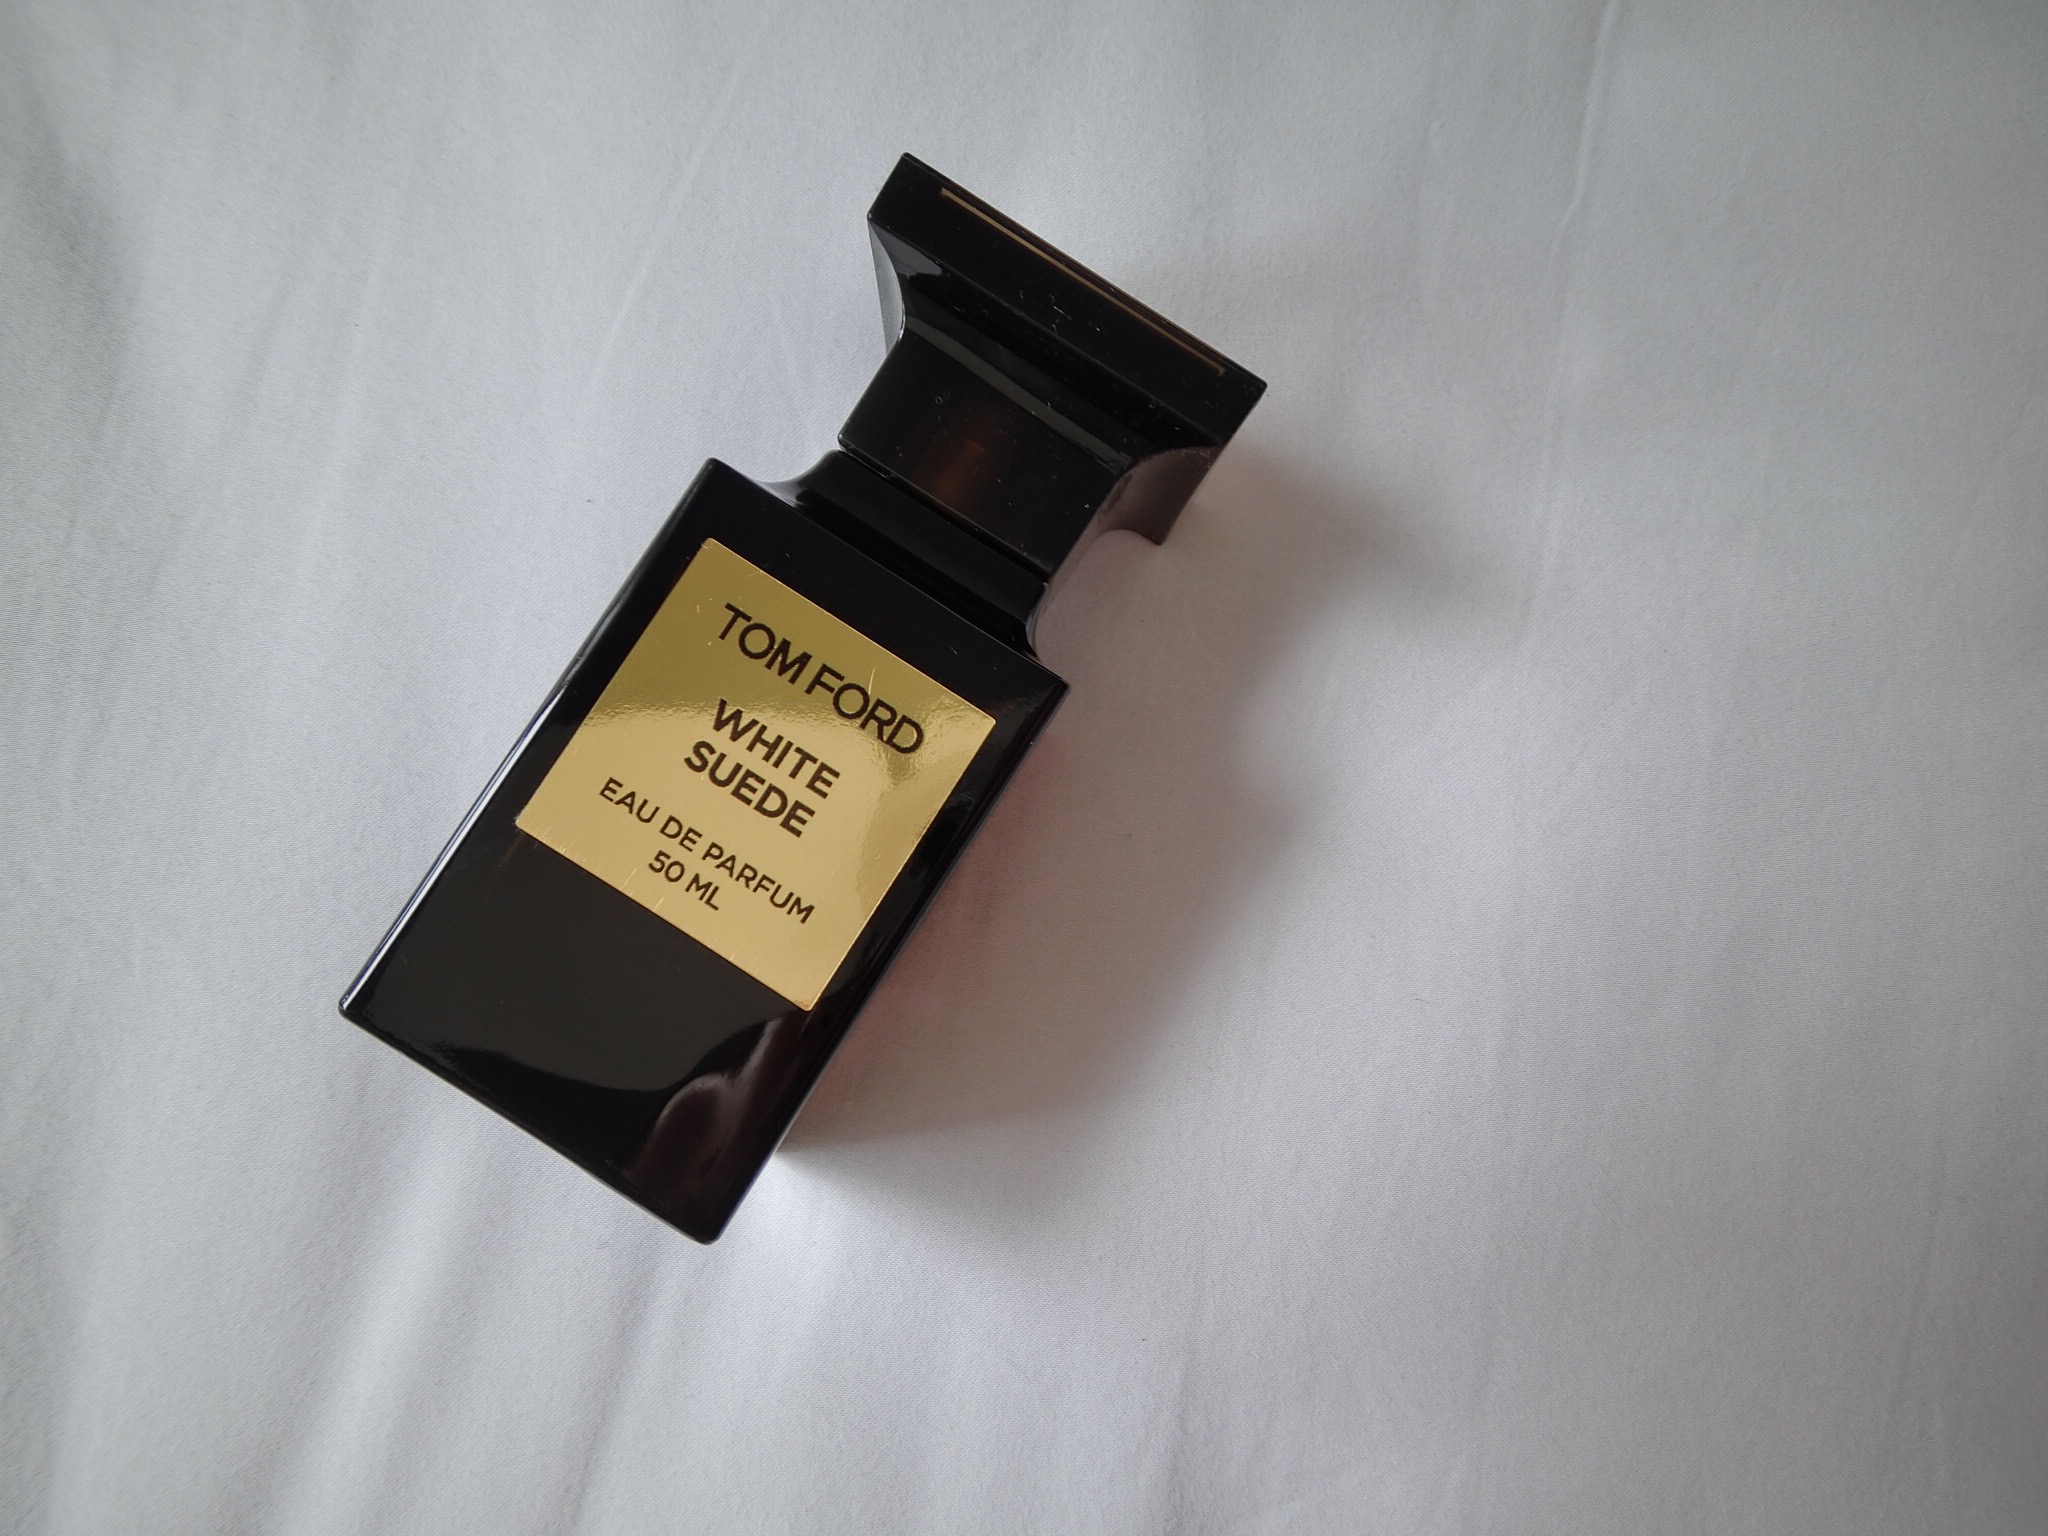 TOM FORD
WHITE
SUEDE
EAU DE PARFUM
50 ML